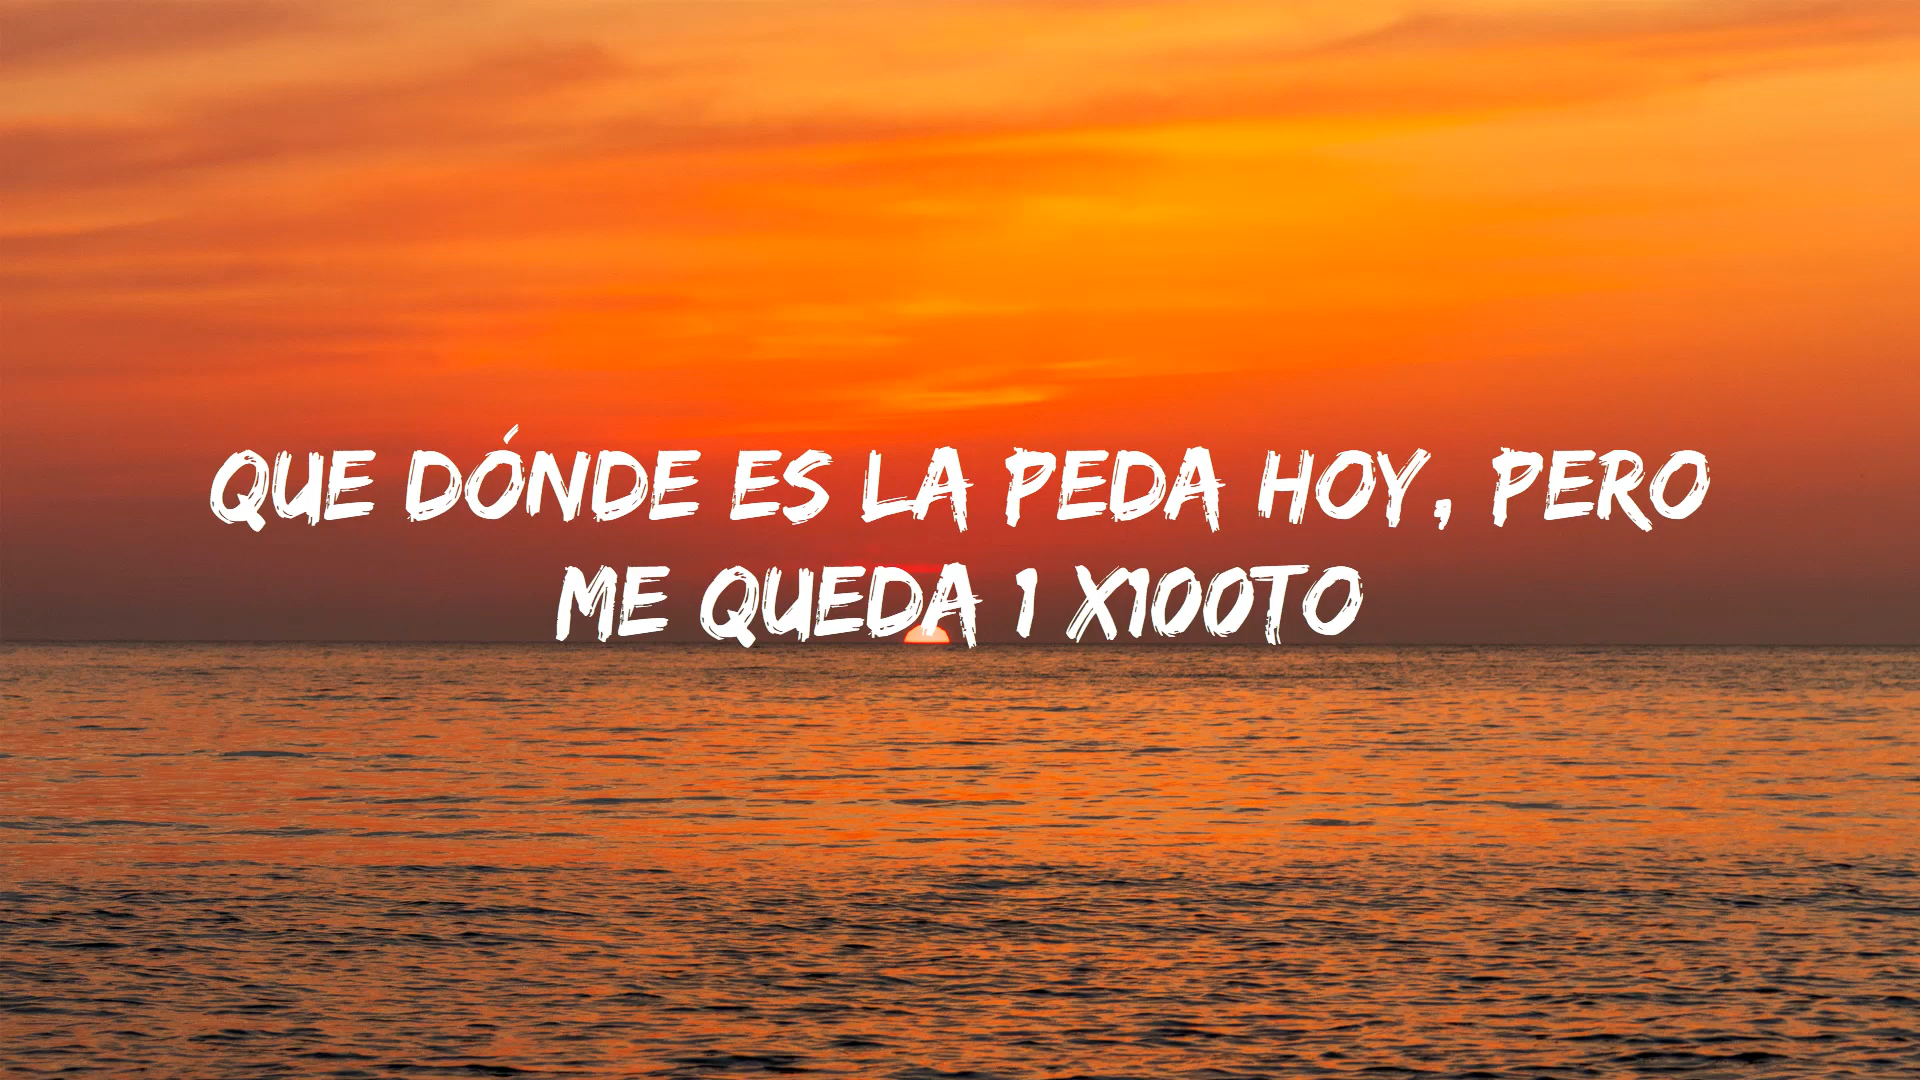 QUE DÓNDE ES LA PEDA HOY, PERO
ME QUEDA 1 X100TO